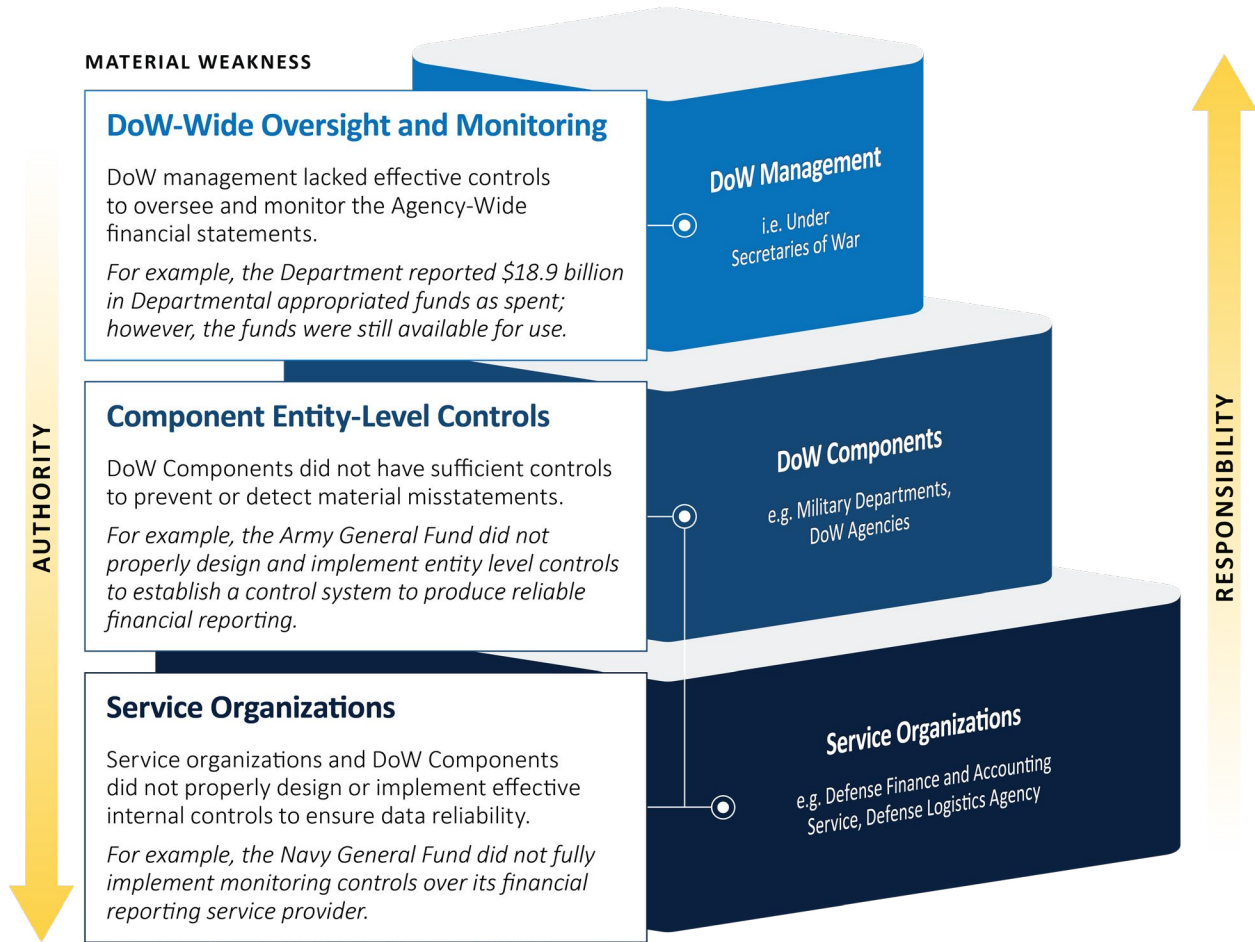 MATERIAL WEAKNESS
DoW-Wide Oversight and Monitoring
DoW management lacked effective controls
to oversee and monitor the Agency-Wide
financial statements.
For example, the Department reported $18.9 billion
in Departmental appropriated funds as spent;
however, the funds were still available for use.
DoW Management
i.e. Under
Secretaries of War
Component Entity-Level Controls
DoW Components did not have sufficient controls
to prevent or detect material misstatements.
For example, the Army General Fund did not
properly design and implement entity level controls
to establish a control system to produce reliable
financial reporting.
DoW Components
e.g. Military Departments,
DoW Agencies
Service Organizations
Service organizations and DoW Components
did not properly design or implement effective
internal controls to ensure data reliability.
For example, the Navy General Fund did not fully
implement monitoring controls over its financial
reporting service provider.
Service Organizations
e.g. Defense Finance and Accounting
Service, Defense Logistics Agency
AUTHORITY
RESPONSIBILITY